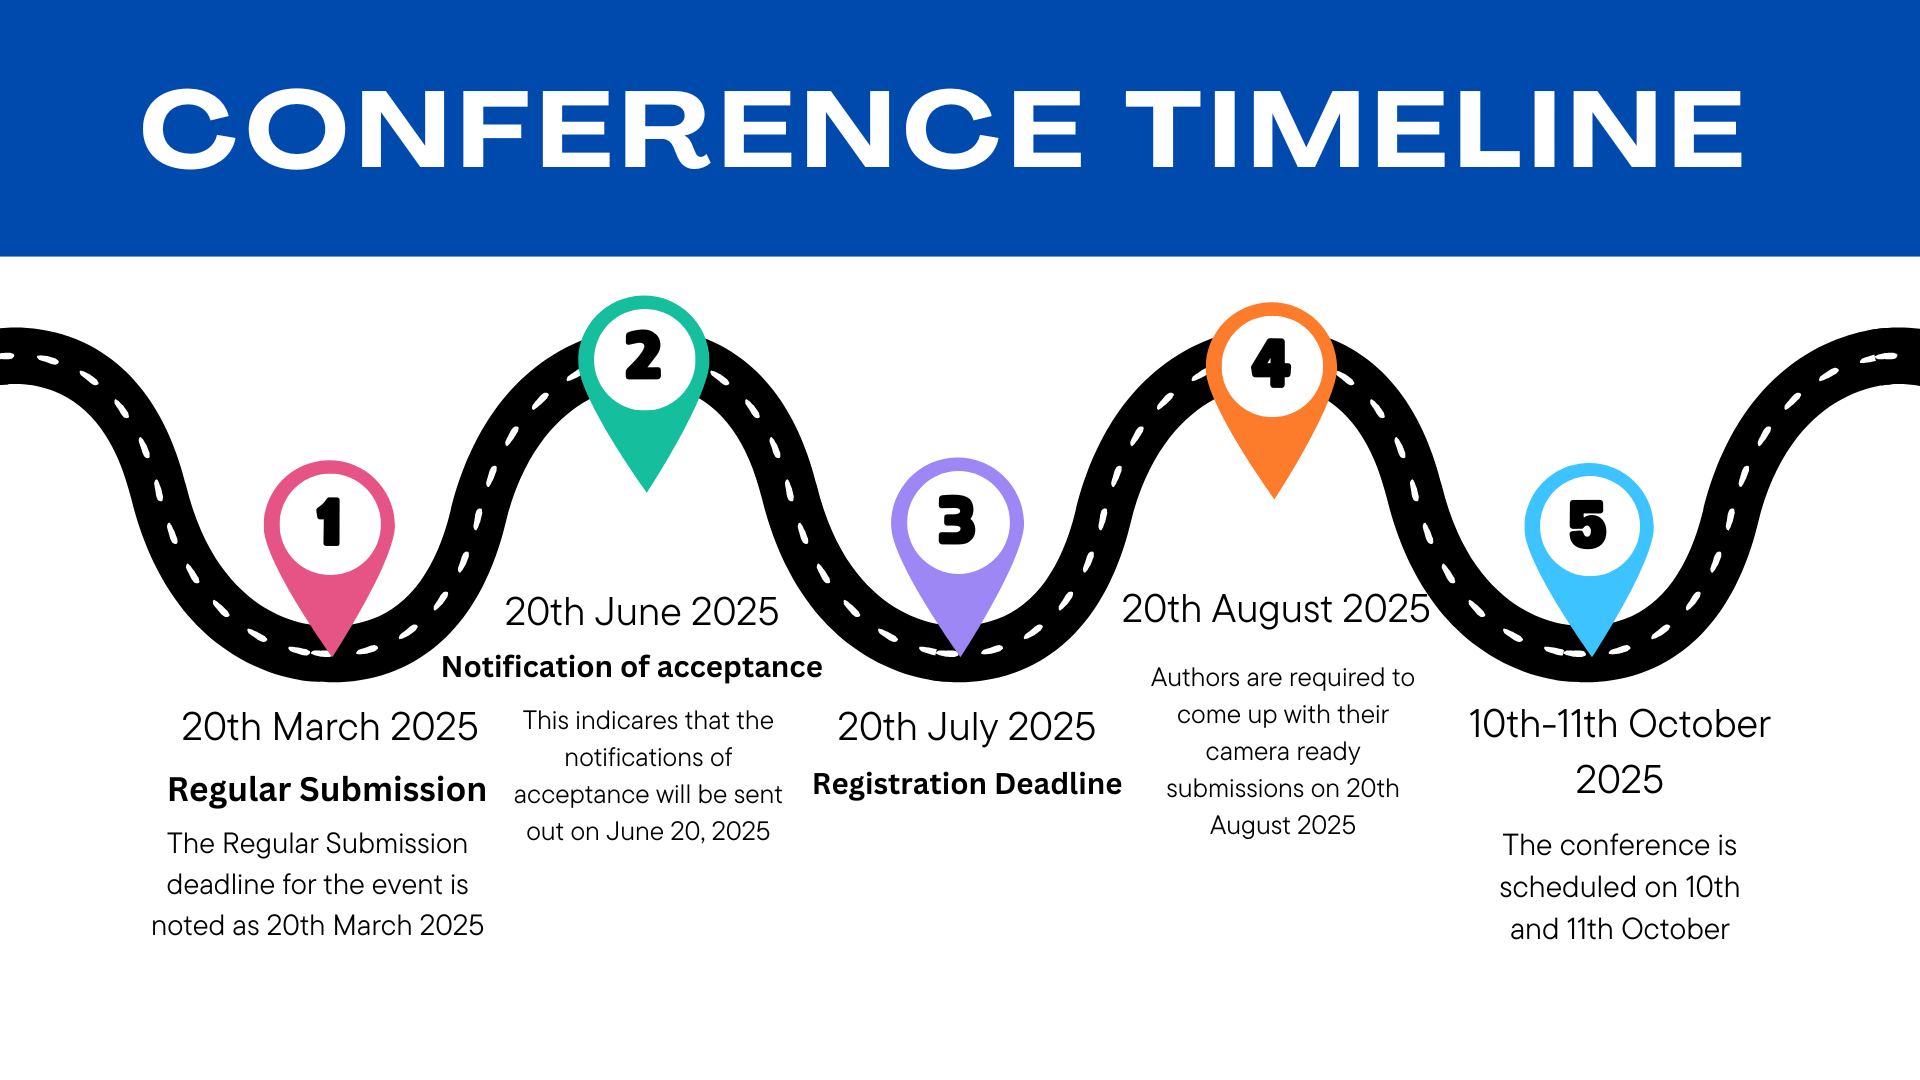 CONFERENCE TIMELINE
1
20th March 2025
Regular Submission
The Regular Submission
deadline for the event is
noted as 20th March 2025
2
20th June 2025
Notification of acceptance
This indicares that the
notifications of
acceptance will be sent
out on June 20, 2025
3
20th July 2025
Registration Deadline
4
20th August 2025
Authors are required to
come up with their
camera ready
submissions on 20th
August 2025
5
10th-11th October
2025
The conference is
scheduled on 10th
and 11th October